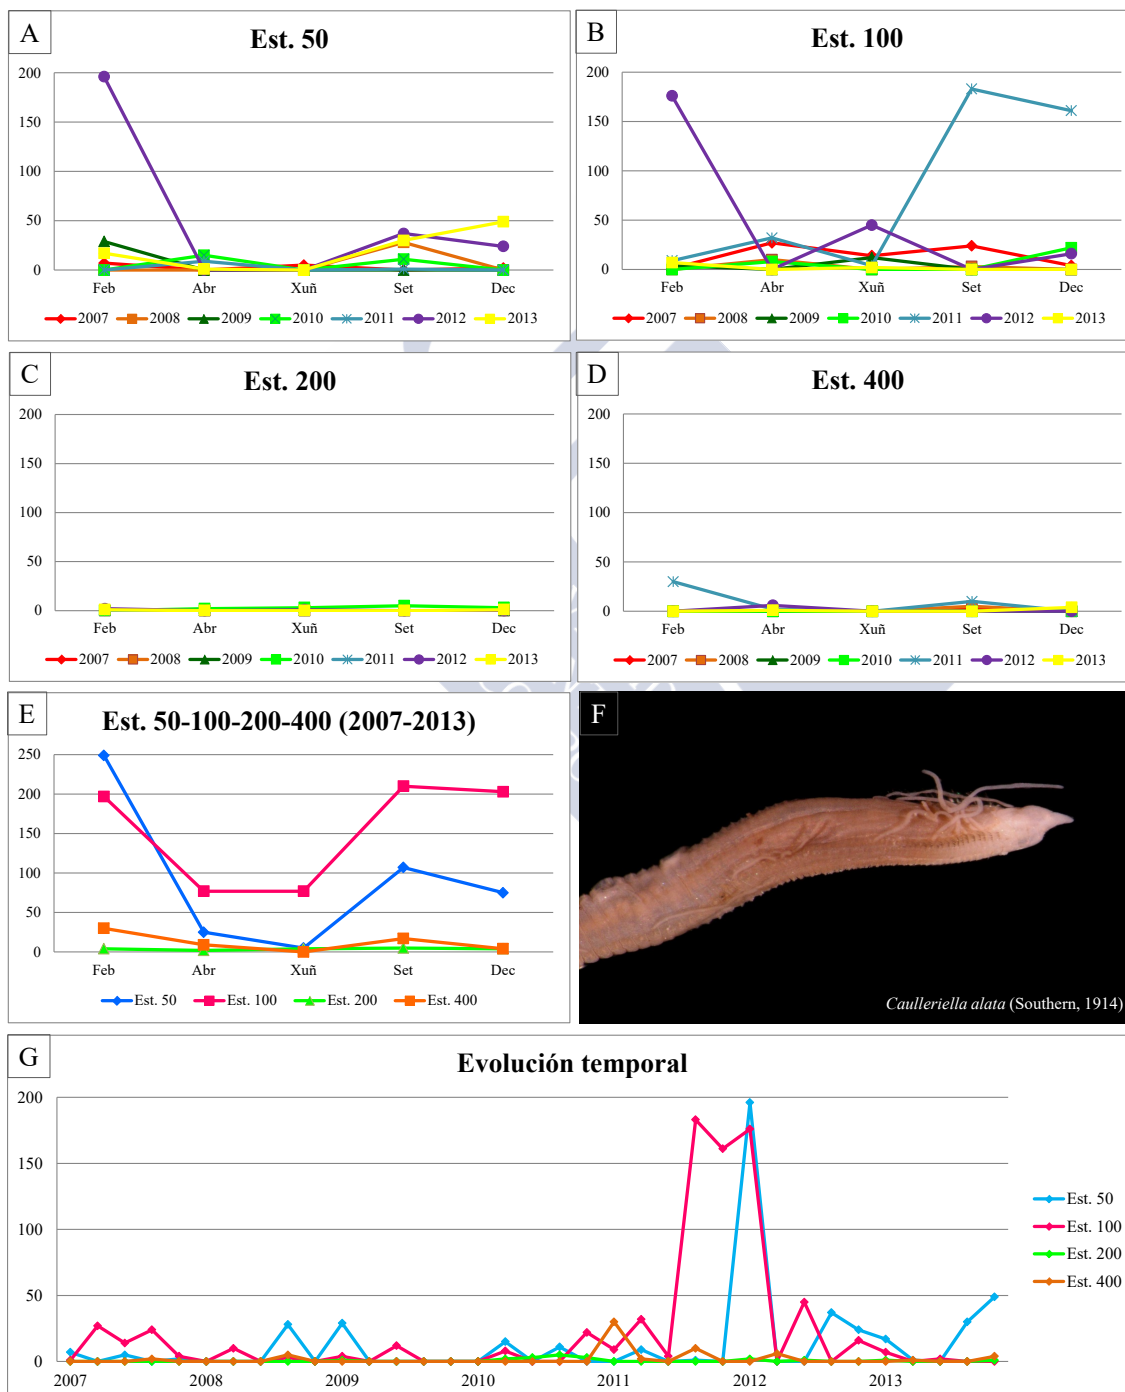 A
Est. 50
200
150
100
50
0
Feb Abr Xuñ Set Dec
2007 2008 2009 2010 2011 2012 2013
B
Est. 100
200
150
100
50
0
Feb Abr Xuñ Set Dec
2007 2008 2009 2010 2011 2012 2013
C
Est. 200
200
150
100
50
0
Feb Abr Xuñ Set Dec
2007 2008 2009 2010 2011 2012 2013
D
Est. 400
200
150
100
50
0
Feb Abr Xuñ Set Dec
2007 2008 2009 2010 2011 2012 2013
E
Est. 50-100-200-400 (2007-2013)
250
200
150
100
50
0
Feb Abr Xuñ Set Dec
Est. 50 Est. 100 Est. 200 Est. 400
F
Caulleriella alata (Southern, 1914)
G
Evolución temporal
200
150
100
50
0
2007 2008 2009 2010 2011 2012 2013
Est. 50
Est. 100
Est. 200
Est. 400